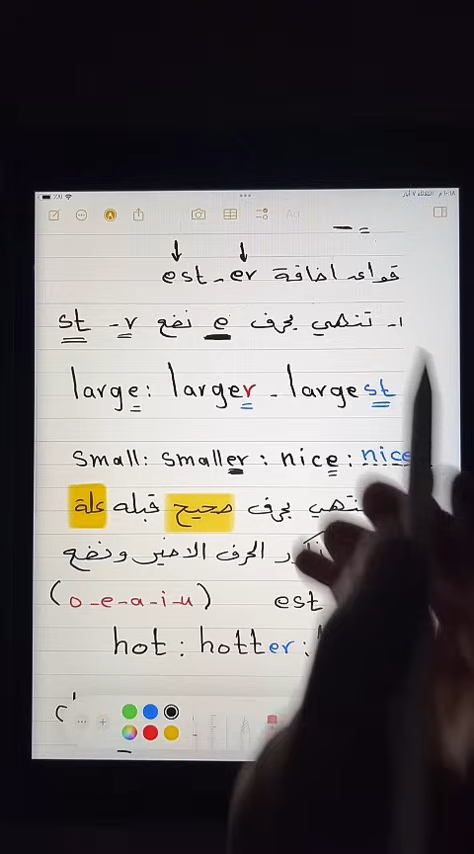 قواعد اضافة est - er
١- تنتهي بحرف e نضع st - r
large: larger - largest
Small: smaller : nice : nice
بحرف صحيح قبله علة
الحرف الاخير ونضع
est (o-e-a-i-u)
hot : hotter :